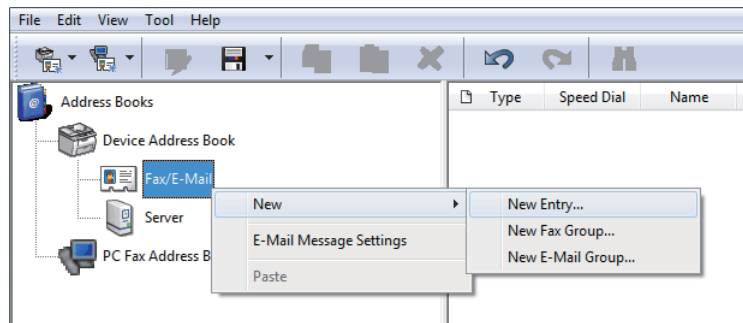 File Edit View Tool Help
Address Books
Type Speed Dial Name
Device Address Book
Fax/E-Mail
New
New Entry...
Server
New Fax Group...
E-Mail Message Settings
PC Fax Address B
New E-Mail Group...
Paste